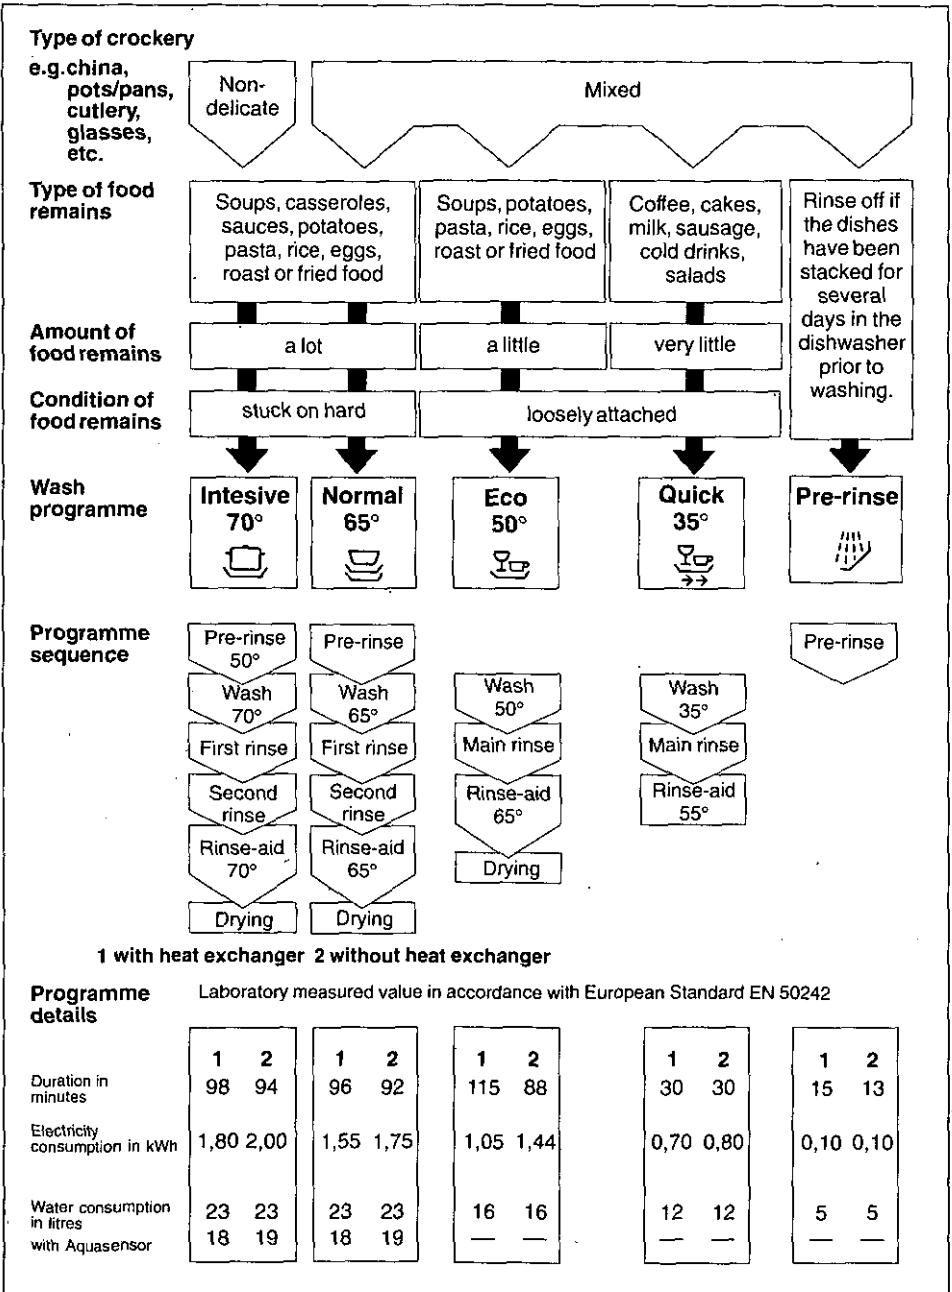 Type of crockery
e.g.china,
pots/pans,
cutlery,
glasses,
etc.
Non-
delicate
Mixed
Type of food
remains
Soups, casseroles,
sauces, potatoes,
pasta, rice, eggs,
roast or fried food
Soups, potatoes,
pasta, rice, eggs,
roast or fried food
Coffee, cakes,
milk, sausage,
cold drinks,
salads
Rinse off if
the dishes
have been
stacked for
several
days in the
dishwasher
prior to
washing.
Amount of
food remains
a lot
a little
very little
Condition of
food remains
stuck on hard
loosely attached
Wash
programme
Intesive
70°
Normal
65°
Eco
50°
Quick
35°
Pre-rinse
Programme
sequence
Pre-rinse
50°
Wash
70°
First rinse
Second
rinse
Rinse-aid
70°
Drying
Pre-rinse
Wash
65°
First rinse
Second
rinse
Rinse-aid
65°
Drying
Wash
50°
Main rinse
Rinse-aid
65°
Drying
Wash
35°
Main rinse
Rinse-aid
55°
Pre-rinse
1 with heat exchanger 2 without heat exchanger
Programme
details
Laboratory measured value in accordance with European Standard EN 50242
1 2 1 2 1 2 1 2 1 2
Duration in
minutes
98 94 96 92 115 88 30 30 15 13
Electricity
consumption in kWh
1,80 2,00 1,55 1,75 1,05 1,44 0,70 0,80 0,10 0,10
Water consumption
in litres
23 23 23 23 16 16 12 12 5 5
with Aquasensor
18 19 18 19 — — — — — —